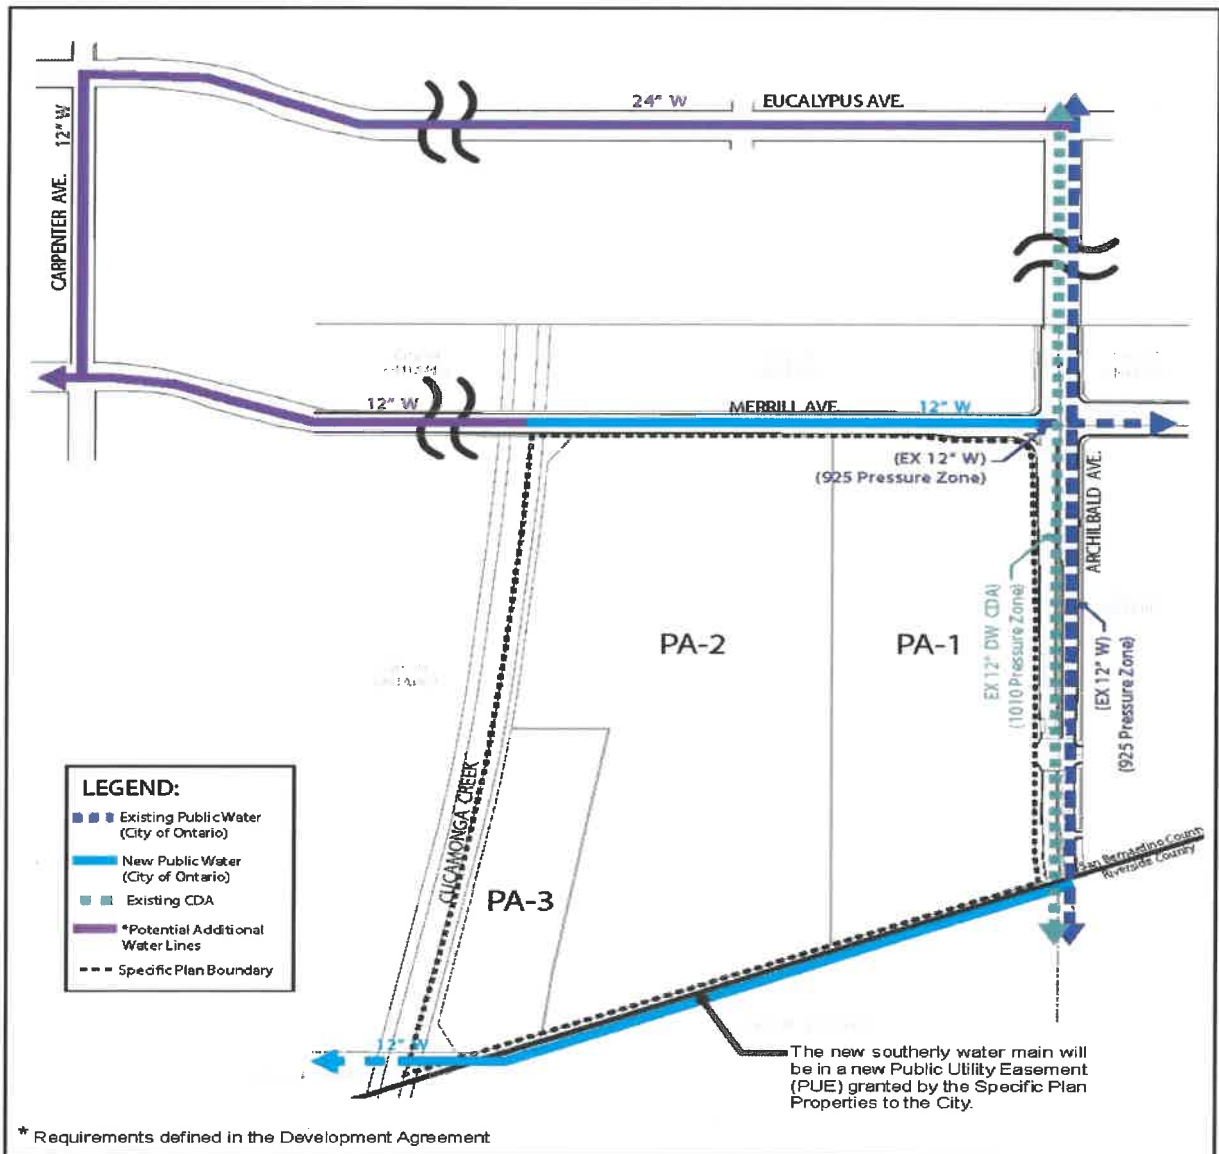 24" W
EUCALYPUS AVE.
12" W
CARPENTER AVE.
12" W
MERRILL AVE.
12" W
(EX 12" W)
(925 Pressure Zone)
ARCHILBALD AVE.
PA-2
PA-1
EX 12" DW CDA)
(1010 Pressure Zone)
(EX 12" W)
(925 Pressure Zone)
CUCAMONGA CREEK
LEGEND:
Existing Public Water
(City of Ontario)
New Public Water
(City of Ontario)
Existing CDA
*Potential Additional
Water Lines
Specific Plan Boundary
San Bernardino County
Riverside County
PA-3
12" W
The new southerly water main will
be in a new Public Utility Easement
(PUE) granted by the Specific Plan
Properties to the City.
* Requirements defined in the Development Agreement